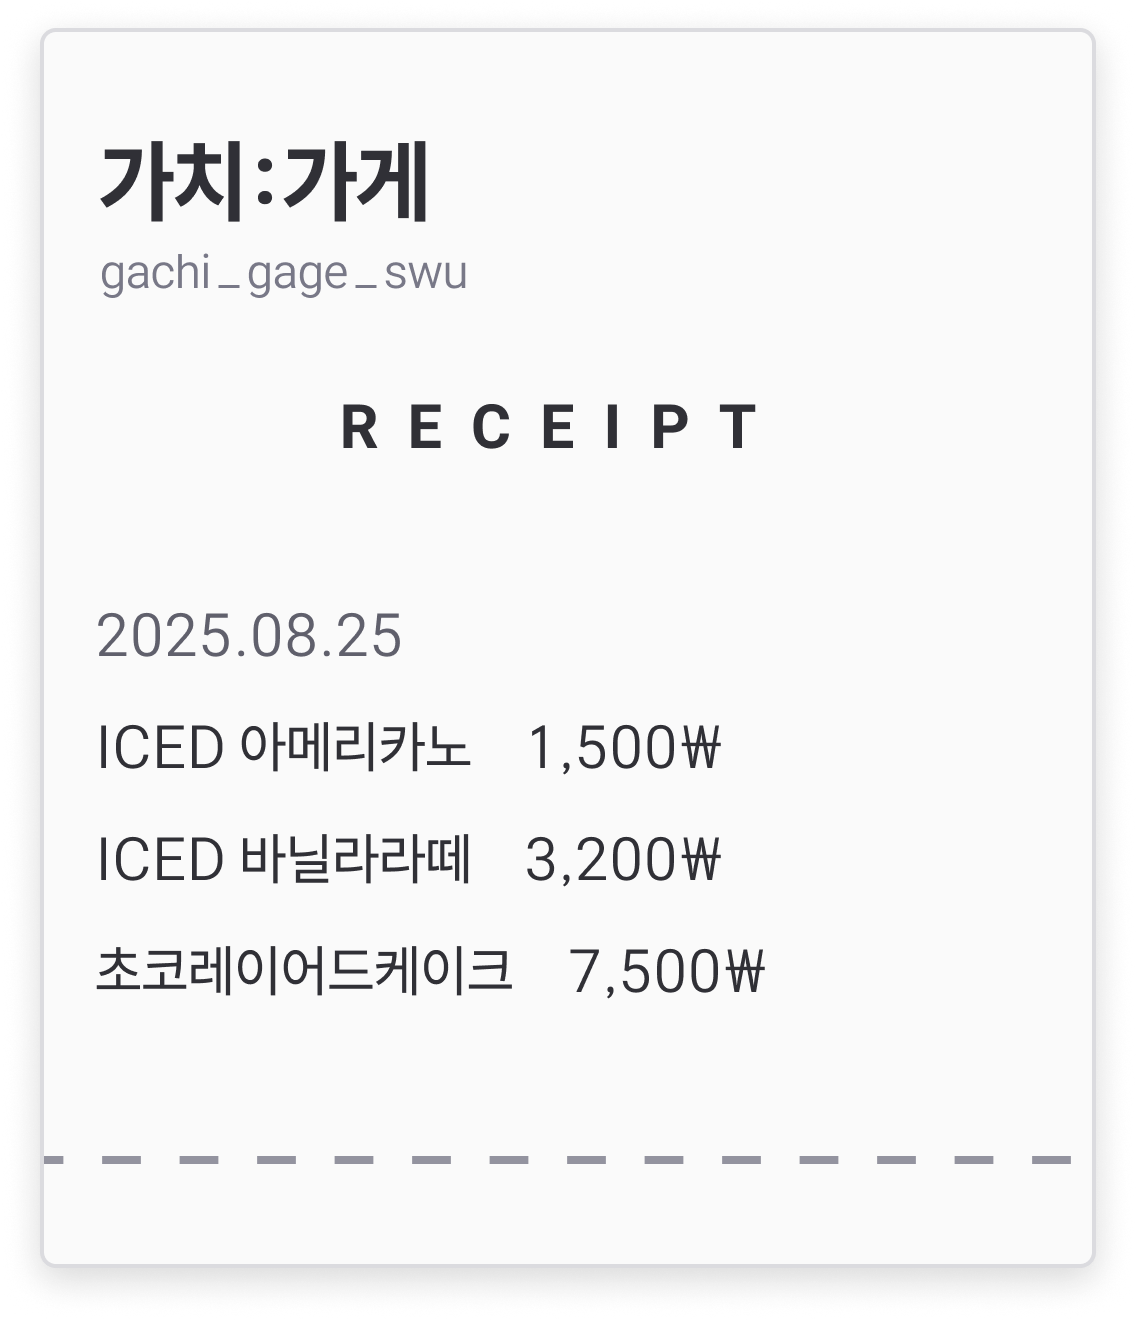 가치:가게
gachi_gage_swu
RECEIPT
2025.08.25
ICED 아메리카노 1,500₩
ICED 바닐라라떼 3,200₩
초코레이어드케이크 7,500₩